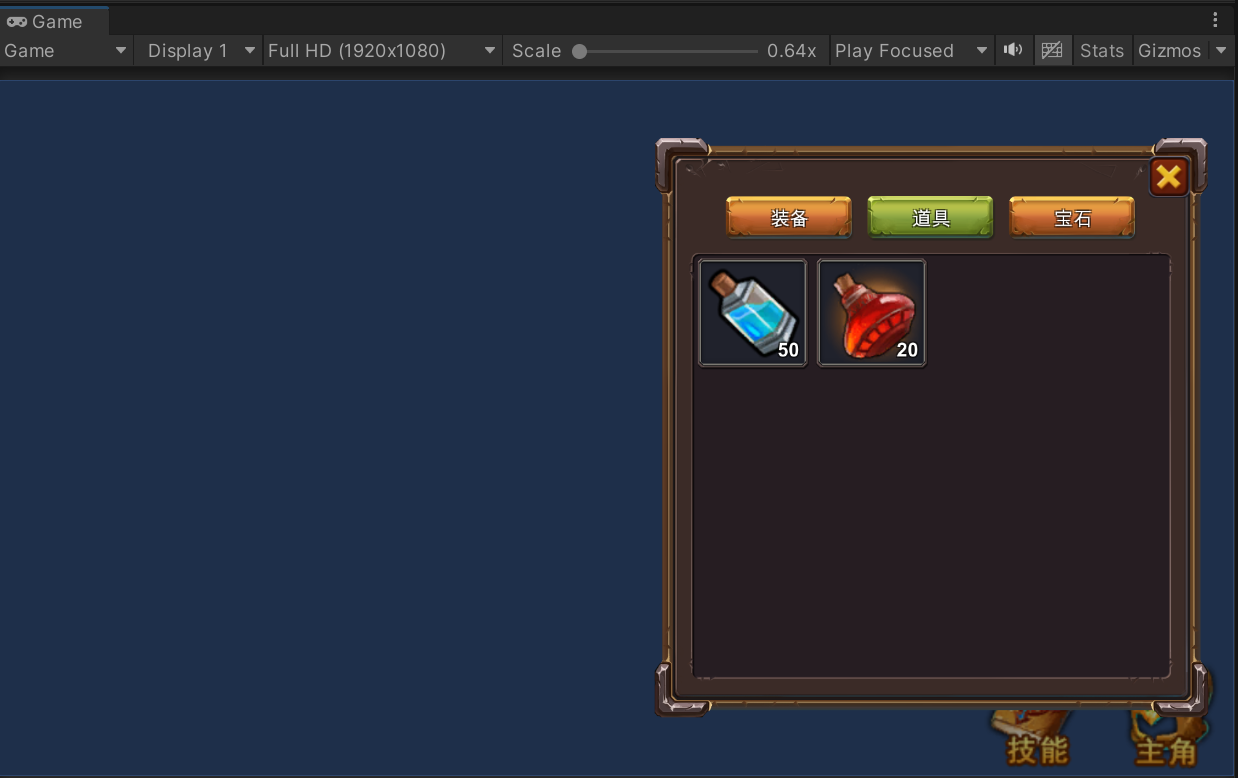 Game
Game Display 1 Full HD (1920x1080) Scale 0.64x Play Focused Stats Gizmos
装备 道具 宝石
50 20
技能 主角